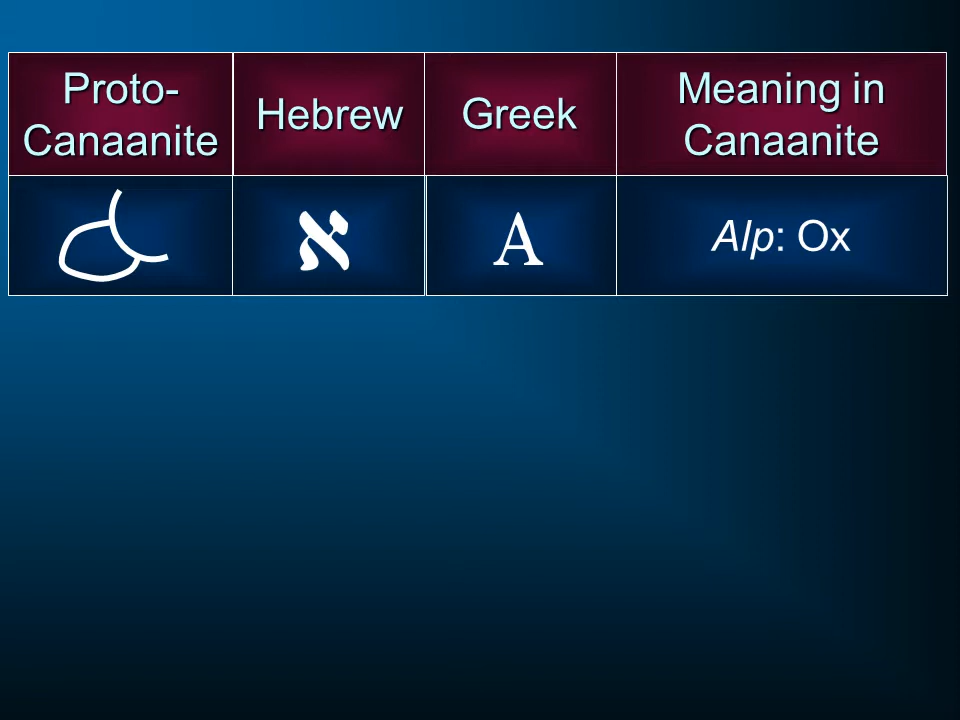 Proto-
Canaanite
Hebrew
Greek
Meaning in
Canaanite
א
A
Alp: Ox